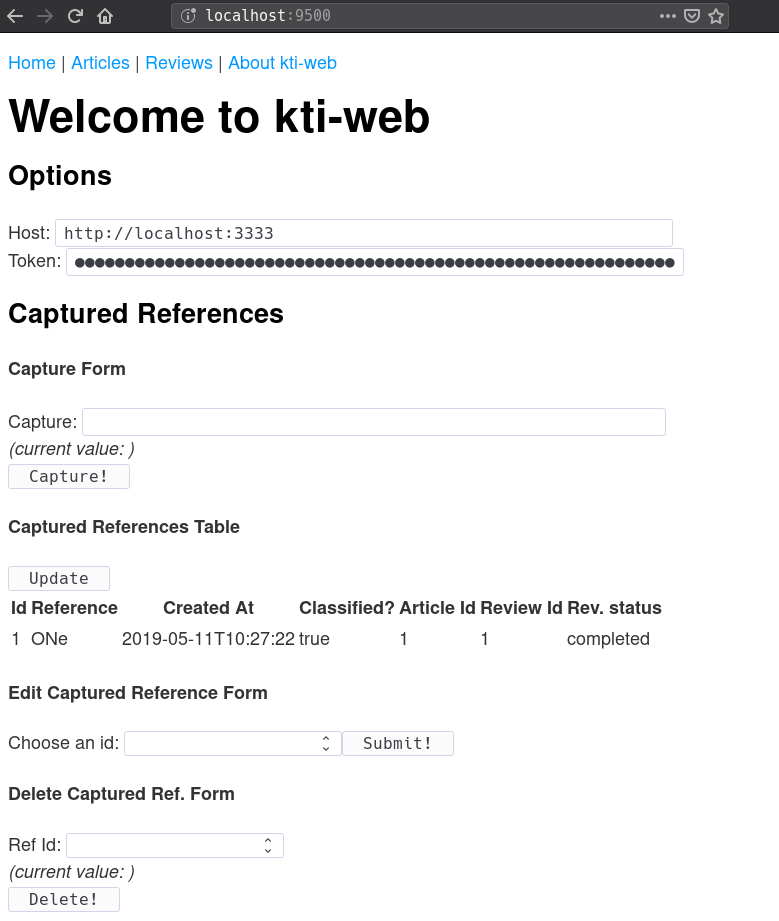 localhost:9500
Home | Articles | Reviews | About kti-web
Welcome to kti-web
Options
Host: http://localhost:3333
Token: ●●●●●●●●●●●●●●●●●●●●●●●●●●●●●●●●●●●●●●●●●●●●●●●●●●●●●●●●●●●●
Captured References
Capture Form
Capture:
(current value: )
Capture!
Captured References Table
Update
Id Reference Created At Classified? Article Id Review Id Rev. status
1 ONe 2019-05-11T10:27:22 true 1 1 completed
Edit Captured Reference Form
Choose an id: Submit!
Delete Captured Ref. Form
Ref Id:
(current value: )
Delete!